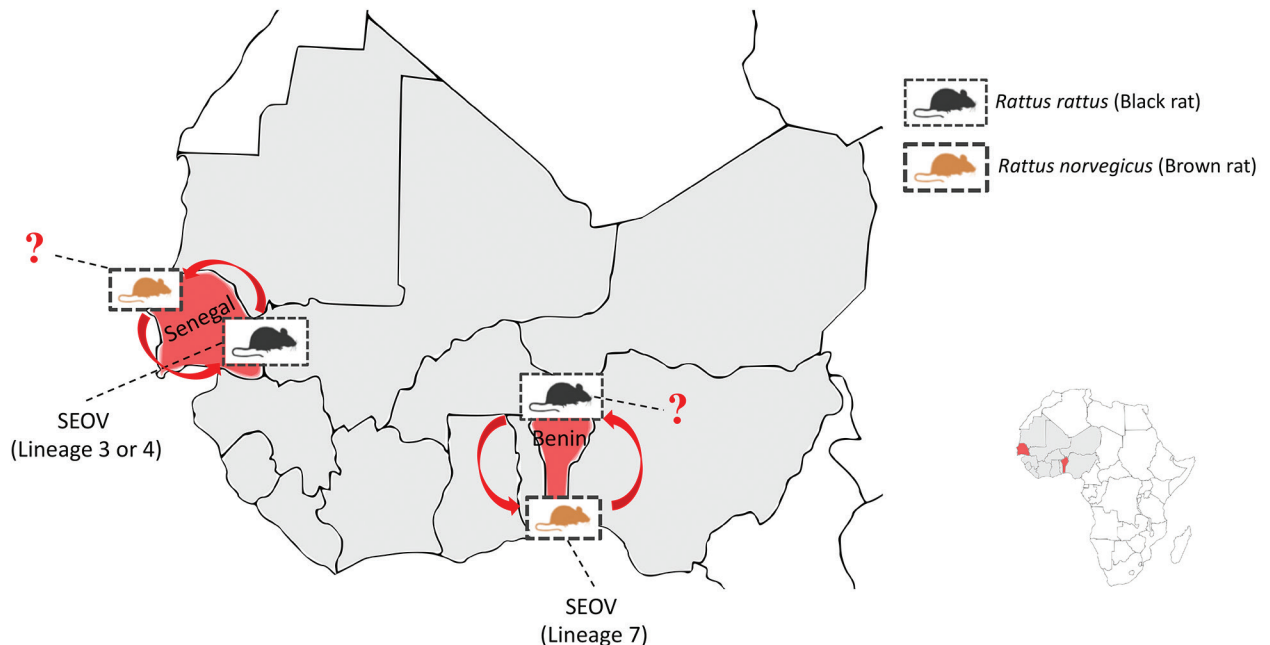 Rattus rattus (Black rat)
Rattus norvegicus (Brown rat)
?
Senegal
SEOV
(Lineage 3 or 4)
?
Benin
SEOV
(Lineage 7)